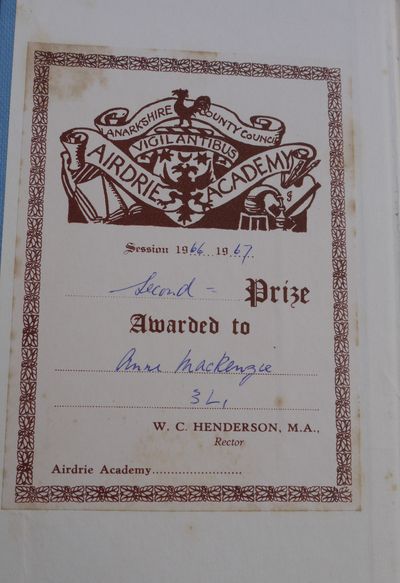 LANARKSHIRE COUNTY COUNCIL
VIGILANTIBUS
AIRDRIE ACADEMY
Session 1966 1967
Second = Prize
Awarded to
Anne MacKenzie
3L,
W. C. HENDERSON, M.A.,
Rector
Airdrie Academy........................